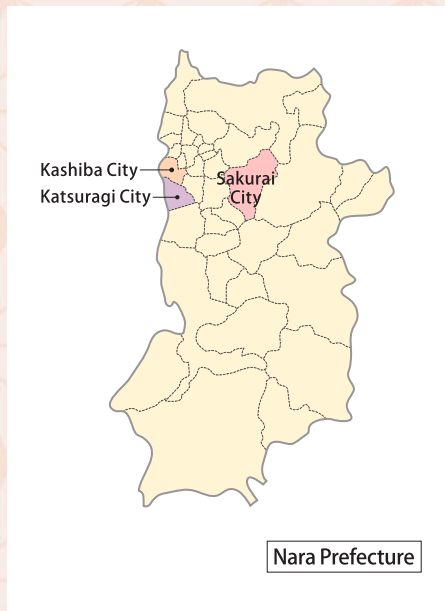 Kashiba City
Katsuragi City
Sakurai
City
Nara Prefecture